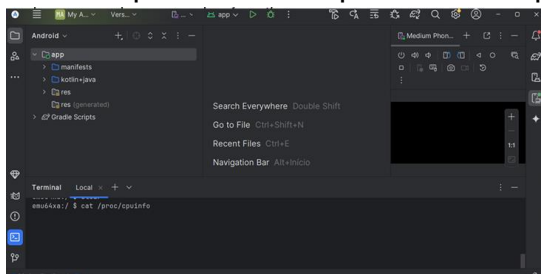 MA My A... Vers...
app
Android
Medium Phon...
app
manifests
kotlin+java
res
res (generated)
Gradle Scripts
Search Everywhere Double Shift
Go to File Ctrl+Shift+N
Recent Files Ctrl+E
Navigation Bar Alt+Inicio
1:1
Terminal Local
emu64xa:/ $ cat /proc/cpuinfo